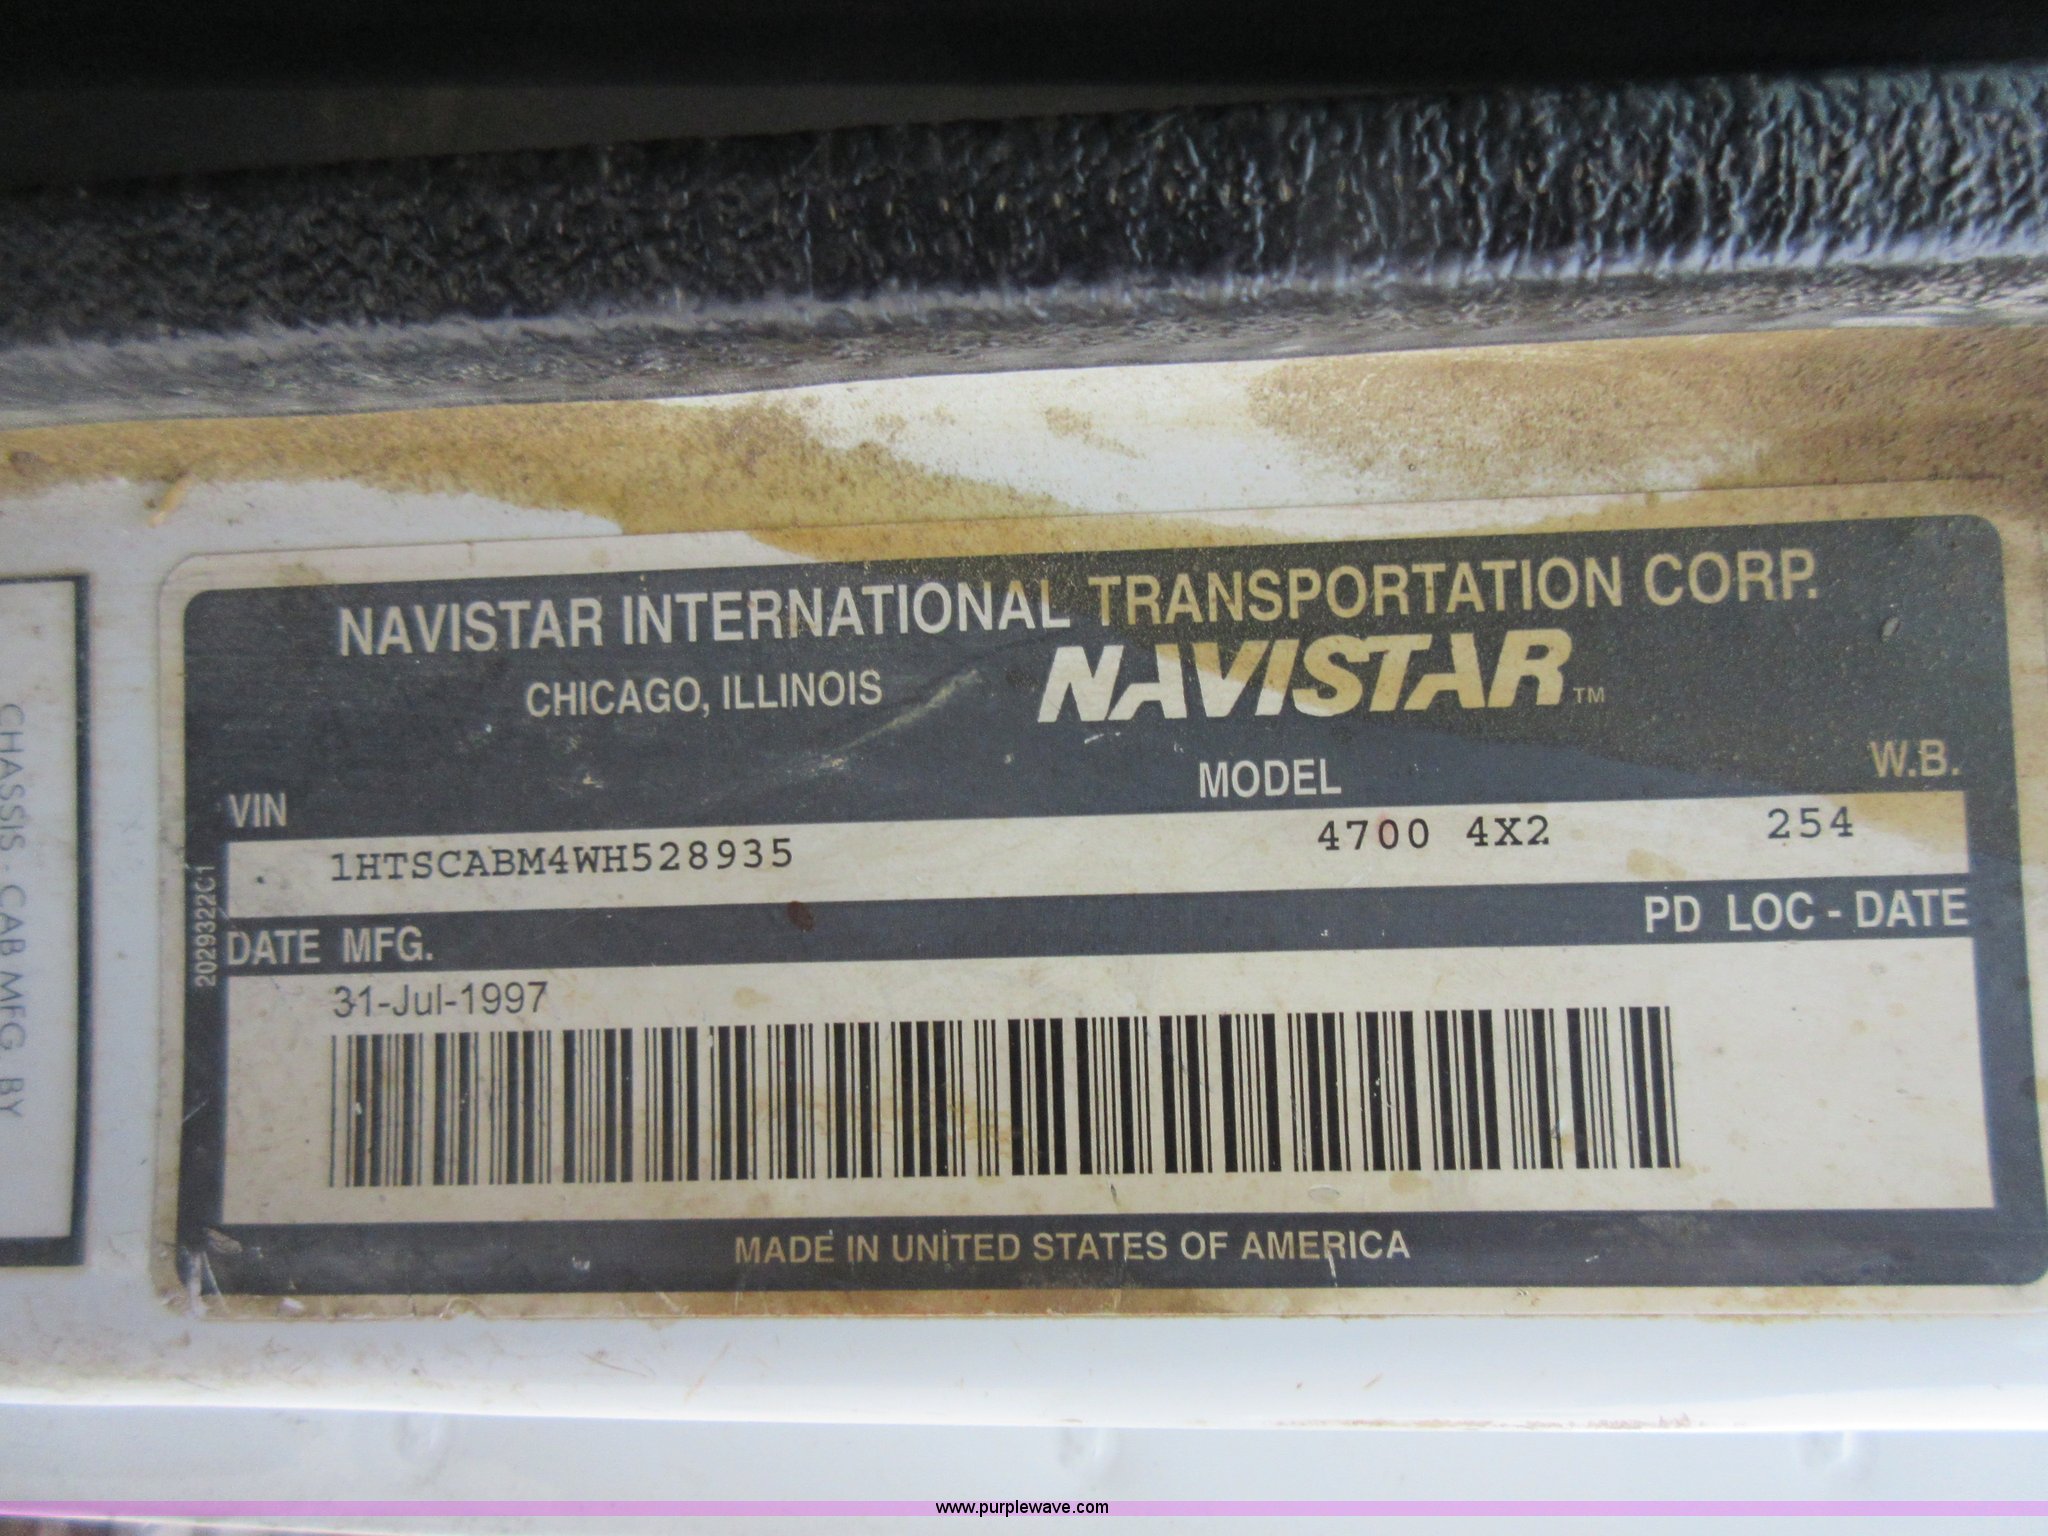 NAVISTAR INTERNATIONAL TRANSPORTATION CORP.
CHICAGO, ILLINOIS
NAVISTAR™
VIN MODEL W.B.
1HTSCABM4WH528935 4700 4X2 254
DATE MFG. PD LOC - DATE
31-Jul-1997
MADE IN UNITED STATES OF AMERICA
2029322C1
CHASSIS - CAB MFG BY
www.purplewave.com